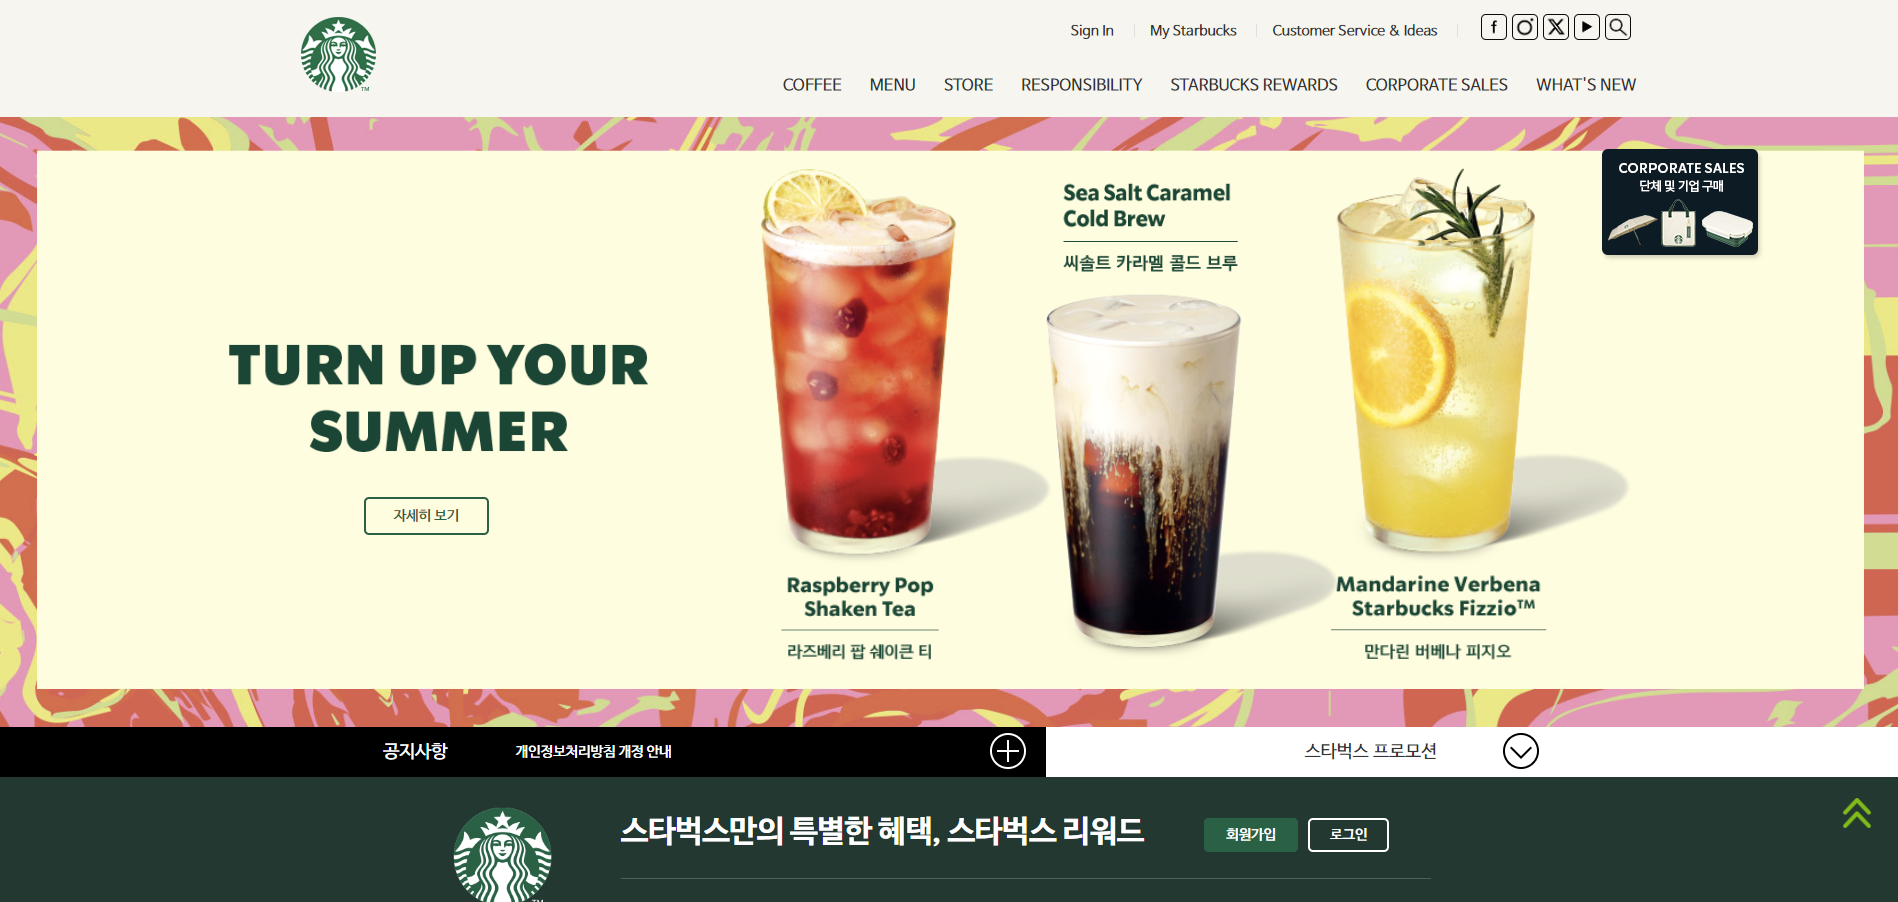 Sign In
My Starbucks
Customer Service & Ideas
COFFEE
MENU
STORE
RESPONSIBILITY
STARBUCKS REWARDS
CORPORATE SALES
WHAT'S NEW
CORPORATE SALES
단체 및 기업 구매
TURN UP YOUR
SUMMER
자세히 보기
Sea Salt Caramel
Cold Brew
씨솔트 카라멜 콜드 브루
Raspberry Pop
Shaken Tea
라즈베리 팝 쉐이큰 티
Mandarine Verbena
Starbucks Fizzio™
만다린 버베나 피지오
공지사항
개인정보처리방침 개정 안내
스타벅스 프로모션
스타벅스만의 특별한 혜택, 스타벅스 리워드
회원가입
로그인